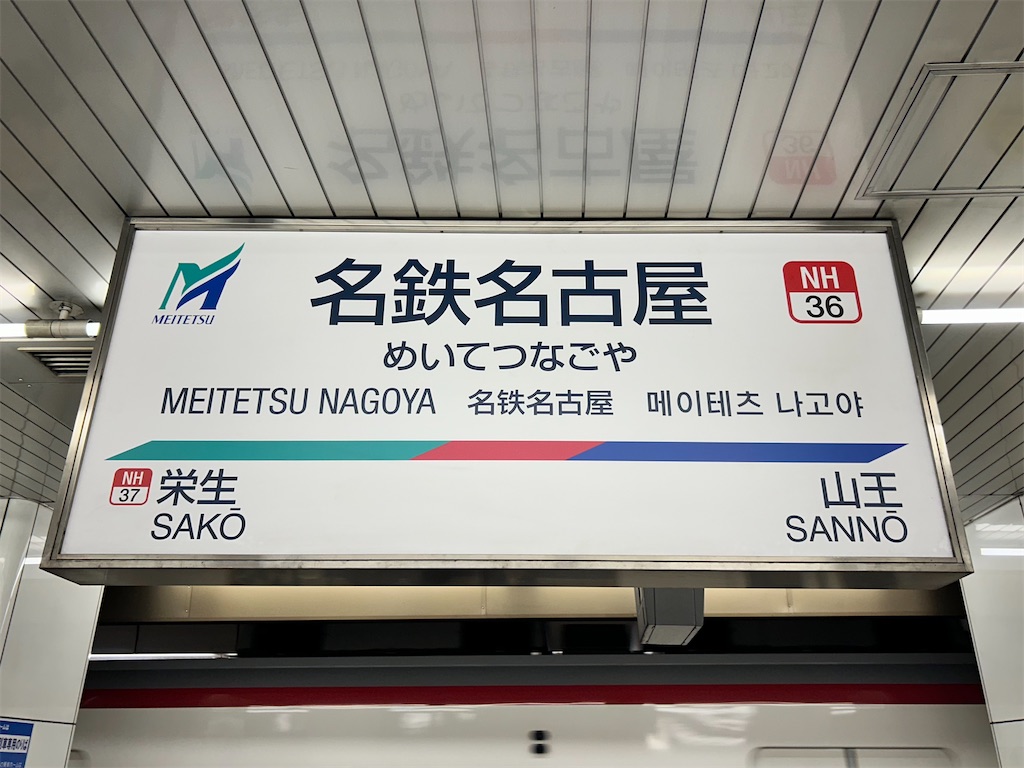 MEITETSU
名鉄名古屋
NH
36
めいてつなごや
MEITETSU NAGOYA 名铁名古屋 메이테츠 나고야
NH
37
栄生
SAKŌ
山王
SANNŌ